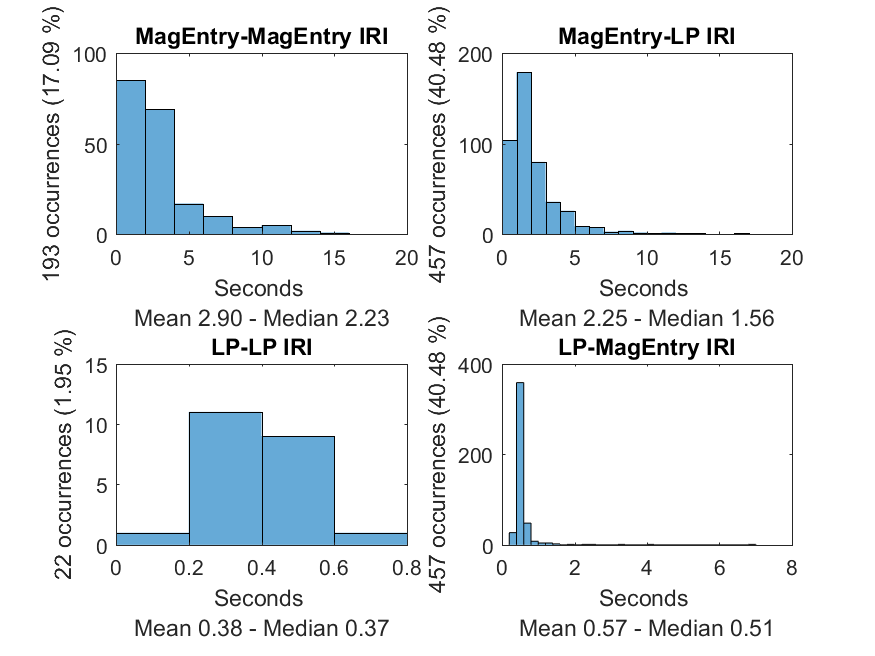 MagEntry-MagEntry IRI
193 occurrences (17.09 %)
100
50
0
0 5 10 15 20
Seconds
Mean 2.90 - Median 2.23
MagEntry-LP IRI
457 occurrences (40.48 %)
200
100
0
0 5 10 15 20
Seconds
Mean 2.25 - Median 1.56
LP-LP IRI
22 occurrences (1.95 %)
15
10
5
0
0 0.2 0.4 0.6 0.8
Seconds
Mean 0.38 - Median 0.37
LP-MagEntry IRI
457 occurrences (40.48 %)
400
200
0
0 2 4 6 8
Seconds
Mean 0.57 - Median 0.51